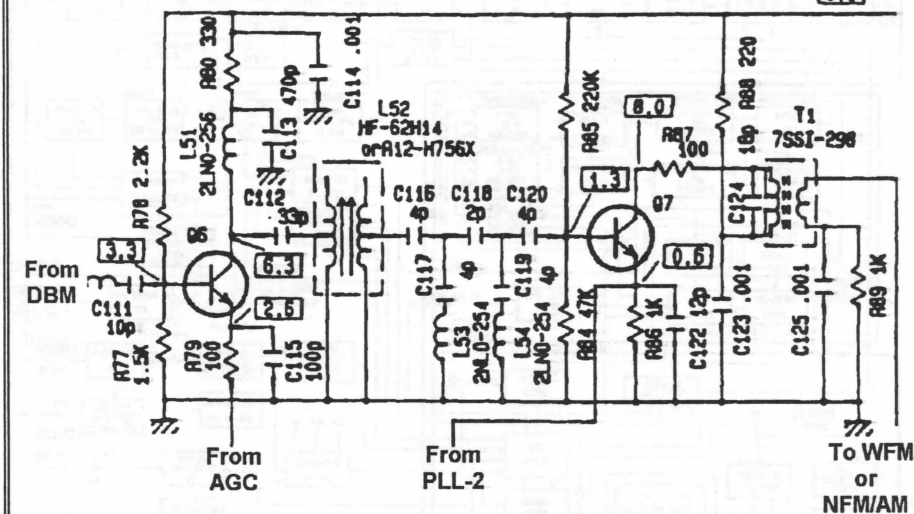 R80 330
470p
C114 .001
L51
2LNO-256
C113
L52
HF-62H14
orA12-H756X
R85 220K
8.0
R88 220
T1
7SSI-298
R87
100
18p
C124
R78 2.2K
C112
33p
C116
4p
C118
2p
C120
4p
1.3
Q7
Q6
3.3
6.3
2.6
0.6
From
DBM
C111
10p
R77
1.5K
R79
100
C115
100p
C117
4p
L53
2NLO-254
C119
4p
L54
2LNO-254
R84 47K
R86 1K
C122 12p
C123 .001
C125 .001
R89 1K
From
AGC
From
PLL-2
To WFM
or
NFM/AM